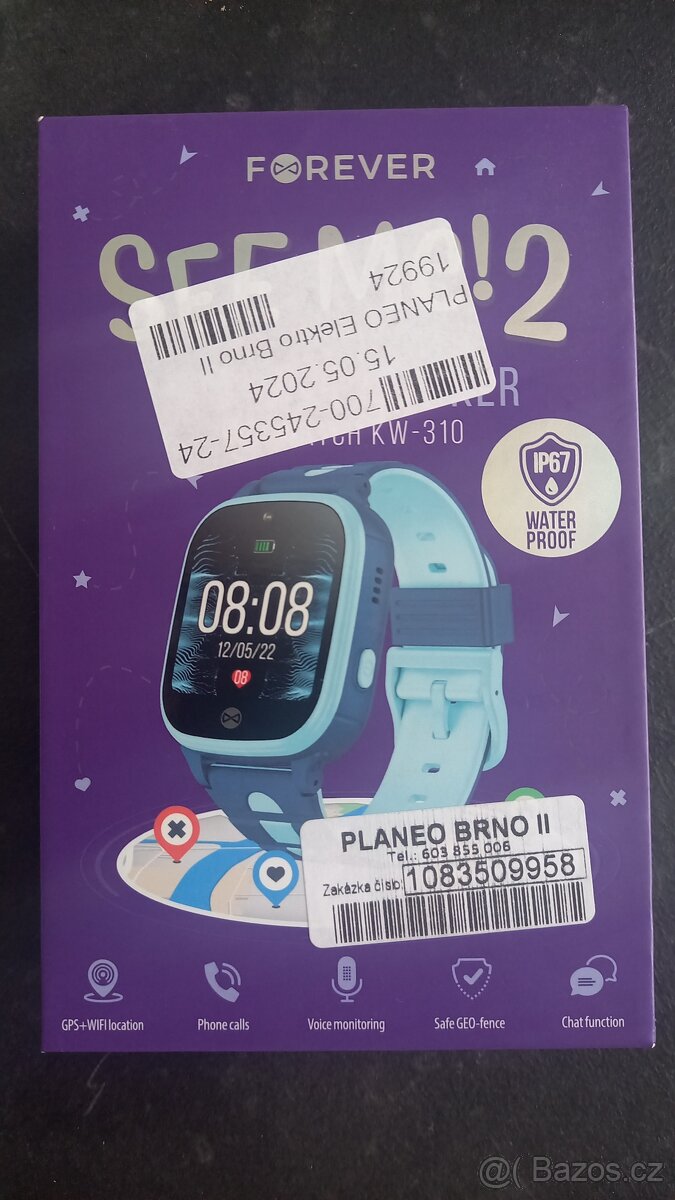 FOREVER
SEE ME!2
19924
PLANEO Elektro Brno II
15.05.2024
700-245357-24
KW-310
IP67
WATER
PROOF
08:08
12/05/22
08
PLANEO BRNO II
Tel.: 603 855 006
Zakázka číslo: 1083509958
GPS+WIFI location
Phone calls
Voice monitoring
Safe GEO-fence
Chat function
@( Bazos.cz